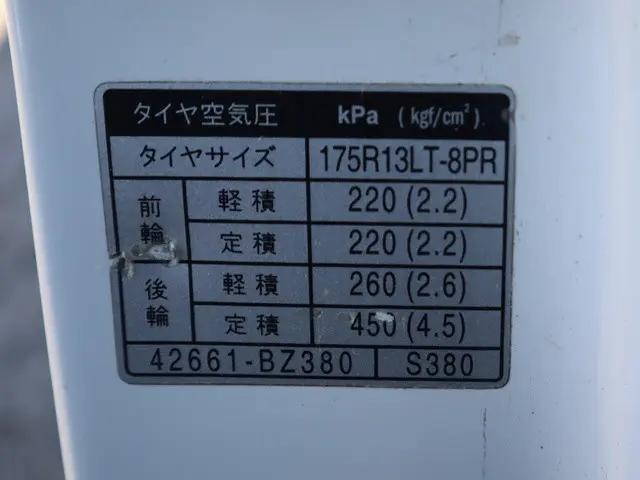 タイヤ空気圧 kPa (kgf/cm²)
タイヤサイズ 175R13LT-8PR
前輪 軽積 220 (2.2)
定積 220 (2.2)
後輪 軽積 260 (2.6)
定積 450 (4.5)
42661-BZ380 S380